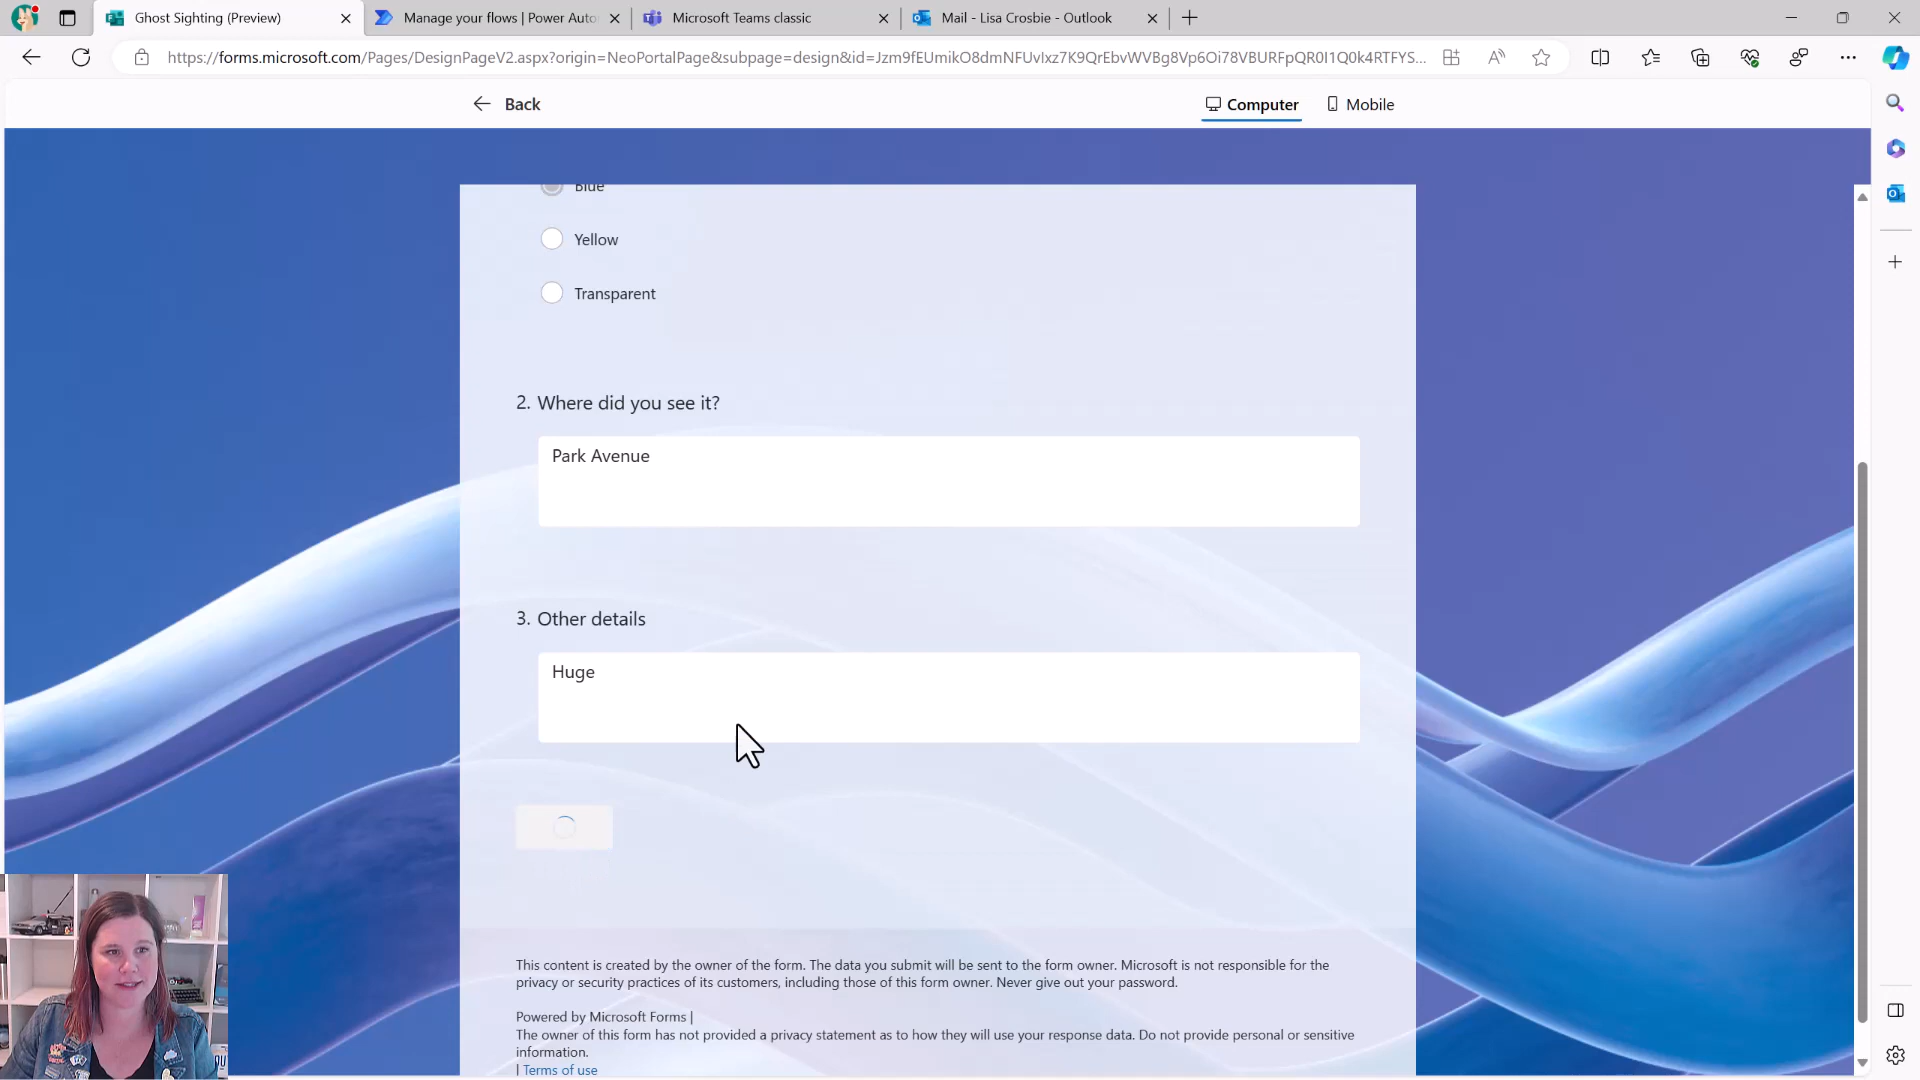 Ghost Sighting (Preview)
Manage your flows | Power Auto
Microsoft Teams classic
Mail - Lisa Crosbie - Outlook
https://forms.microsoft.com/Pages/DesignPageV2.aspx?origin=NeoPortalPage&subpage=design&id=Jzm9fEUmikO8dmNFUvIxz7K9QrEbvWVBg8Vp6Oi78VBURFpQR0I1Q0k4RTFYS...
Back
Computer
Mobile
Blue
Yellow
Transparent
2. Where did you see it?
Park Avenue
3. Other details
Huge
This content is created by the owner of the form. The data you submit will be sent to the form owner. Microsoft is not responsible for the
privacy or security practices of its customers, including those of this form owner. Never give out your password.
Powered by Microsoft Forms |
The owner of this form has not provided a privacy statement as to how they will use your response data. Do not provide personal or sensitive
information.
| Terms of use